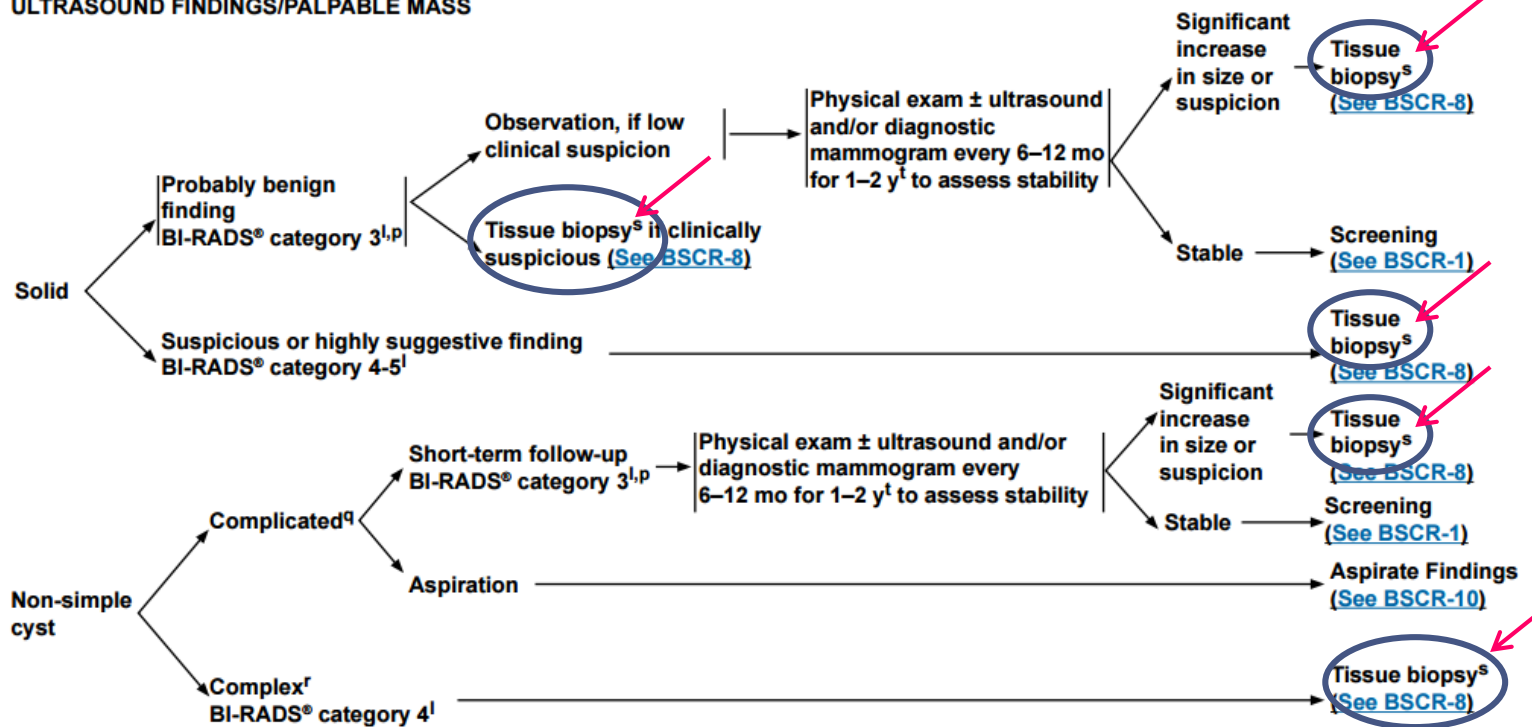 ULTRASOUND FINDINGS/PALPABLE MASS
Solid
Probably benign
finding
BI-RADS® category 3l,p
Observation, if low
clinical suspicion
Tissue biopsys if clinically
suspicious (See BSCR-8)
Physical exam ± ultrasound
and/or diagnostic
mammogram every 6–12 mo
for 1–2 yt to assess stability
Significant
increase
in size or
suspicion
Tissue
biopsys
(See BSCR-8)
Stable
Screening
(See BSCR-1)
Suspicious or highly suggestive finding
BI-RADS® category 4-5l
Tissue
biopsys
(See BSCR-8)
Non-simple
cyst
Complicatedq
Short-term follow-up
BI-RADS® category 3l,p
Physical exam ± ultrasound and/or
diagnostic mammogram every
6–12 mo for 1–2 yt to assess stability
Significant
increase
in size or
suspicion
Tissue
biopsys
(See BSCR-8)
Stable
Screening
(See BSCR-1)
Aspiration
Aspirate Findings
(See BSCR-10)
Complexr
BI-RADS® category 4l
Tissue biopsys
(See BSCR-8)